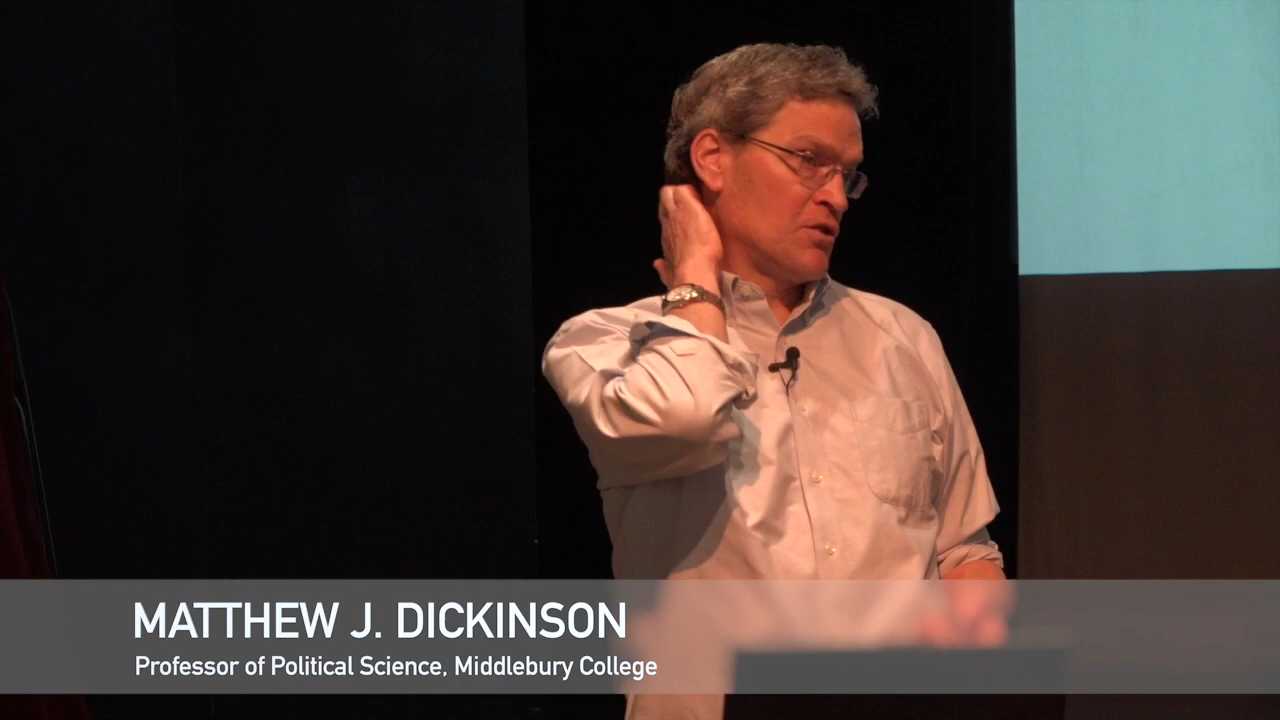 MATTHEW J. DICKINSON
Professor of Political Science, Middlebury College